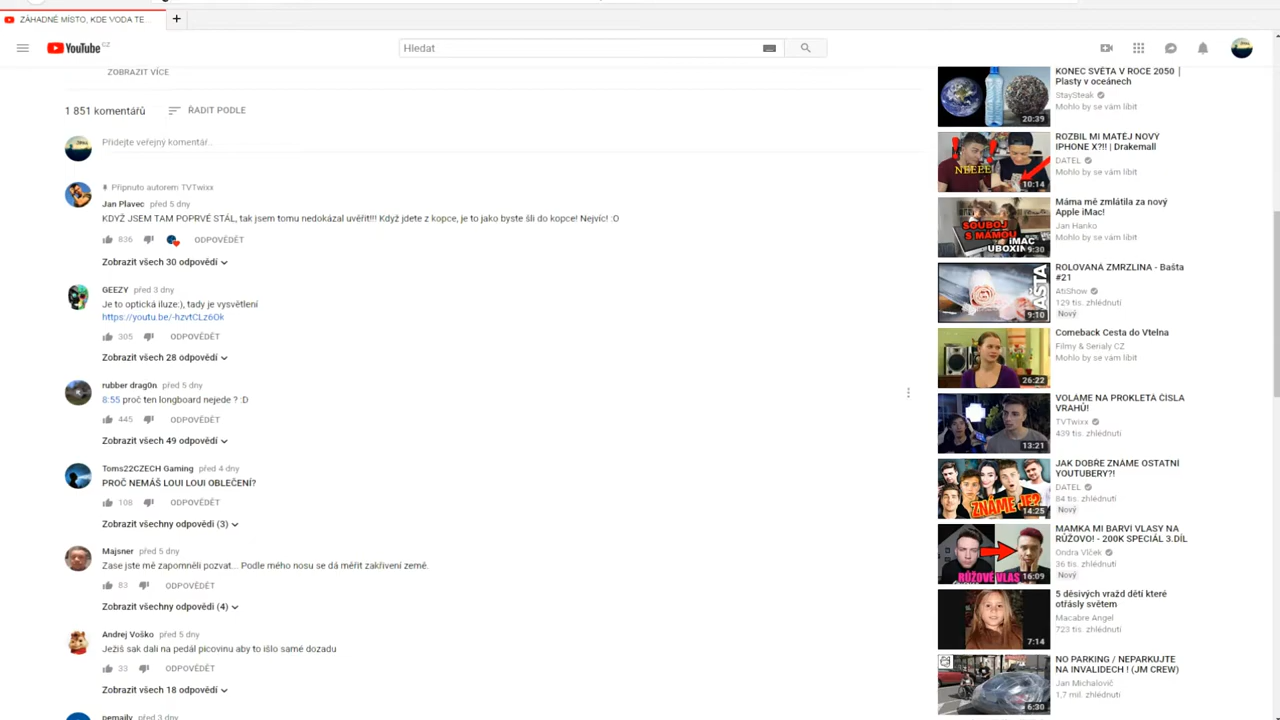 ZÁHADNÉ MÍSTO, KDE VODA TE...
YouTube CZ
Hledat
ZOBRAZIT VÍCE
1 851 komentářů
ŘADIT PODLE
Přidejte veřejný komentář...
Připnuto autorem TVTwixx
Jan Plavec před 5 dny
KDYŽ JSEM TAM POPRVÉ STÁL, tak jsem tomu nedokázal uvěřit!!! Když jdete z kopce, je to jako byste šli do kopce! Nejvíc! :O
836
ODPOVĚDĚT
Zobrazit všech 30 odpovědí
GEEZY před 3 dny
Je to optická iluze:), tady je vysvětlení
https://youtu.be/-hzvtCLz6Ok
305
ODPOVĚDĚT
Zobrazit všech 28 odpovědí
rubber drag0n před 5 dny
8:55 proč ten longboard nejede ? :D
445
ODPOVĚDĚT
Zobrazit všech 49 odpovědí
Toms22CZECH Gaming před 4 dny
PROČ NEMÁŠ LOUI LOUI OBLEČENÍ?
108
ODPOVĚDĚT
Zobrazit všechny odpovědi (3)
Majsner před 5 dny
Zase jste mě zapomněli pozvat... Podle mého nosu se dá měřit zakřivení země.
83
ODPOVĚDĚT
Zobrazit všechny odpovědi (4)
Andrej Voško před 5 dny
Ježiš sak dali na pedál picovinu aby to išlo samé dozadu
33
ODPOVĚDĚT
Zobrazit všech 18 odpovědí
pemajly před 3 dny
KONEC SVĚTA V ROCE 2050 |
Plasty v oceánech
StaySteak
Mohlo by se vám líbit
20:39
ROZBIL MI MATĚJ NOVÝ
IPHONE X?!! | Drakemall
DATEL
Mohlo by se vám líbit
NEEEE
10:14
Máma mě zmlátila za nový
Apple iMac!
Jan Hanko
Mohlo by se vám líbit
SOUBOJ
S MAMOU
iMAC
UBOXING
9:30
ROLOVANÁ ZMRZLINA - Bašta
#21
AtiShow
129 tis. zhlédnutí
Nový
AŠTA
9:10
Comeback Cesta do Vtelna
Filmy & Serialy CZ
Mohlo by se vám líbit
26:22
VOLÁME NA PROKLETÁ ČÍSLA
VRAHŮ!
TVTwixx
439 tis. zhlédnutí
13:21
JAK DOBŘE ZNÁME OSTATNÍ
YOUTUBERY?!
DATEL
84 tis. zhlédnutí
Nový
ZNÁME JE?
14:25
MAMKA MI BARVÍ VLASY NA
RŮŽOVO! - 200K SPECIÁL 3.DÍL
Ondra Vlček
36 tis. zhlédnutí
Nový
RŮŽOVÉ VLAS
16:09
5 děsivých vražd dětí které
otřásly světem
Macabre Angel
723 tis. zhlédnutí
7:14
NO PARKING / NEPARKUJTE
NA INVALIDECH ! (JM CREW)
Jan Michalovič
1,7 mil. zhlédnutí
6:30